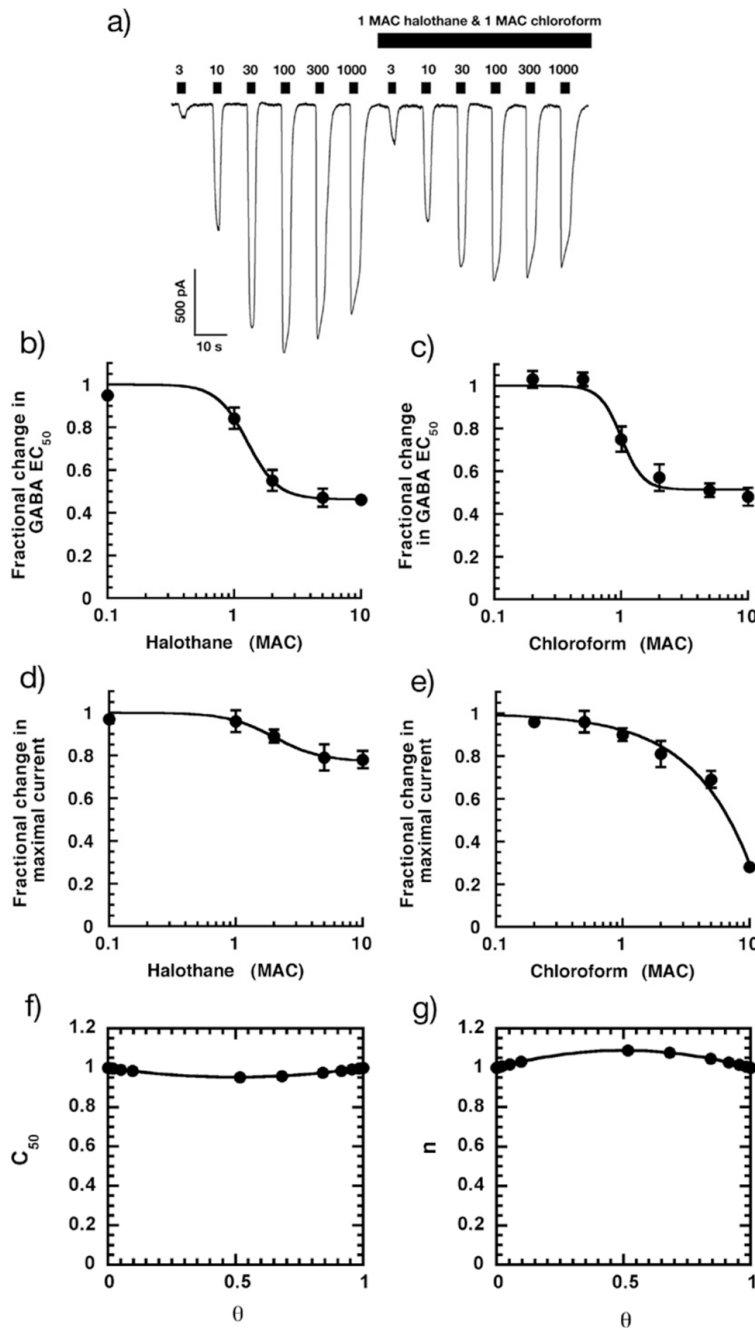 a)
1 MAC halothane & 1 MAC chloroform
3 10 30 100 300 1000 3 10 30 100 300 1000
500 pA
10 s
b)
Fractional change in
GABA EC50
1
0.8
0.6
0.4
0.2
0
0.1 1 10
Halothane (MAC)
c)
Fractional change
in GABA EC50
1
0.8
0.6
0.4
0.2
0
0.1 1 10
Chloroform (MAC)
d)
Fractional change in
maximal current
1
0.8
0.6
0.4
0.2
0
0.1 1 10
Halothane (MAC)
e)
Fractional change in
maximal current
1
0.8
0.6
0.4
0.2
0
0.1 1 10
Chloroform (MAC)
f)
C50
1.2
1
0.8
0.6
0.4
0.2
0
0 0.5 1
θ
g)
n
1.2
1
0.8
0.6
0.4
0.2
0
0 0.5 1
θ